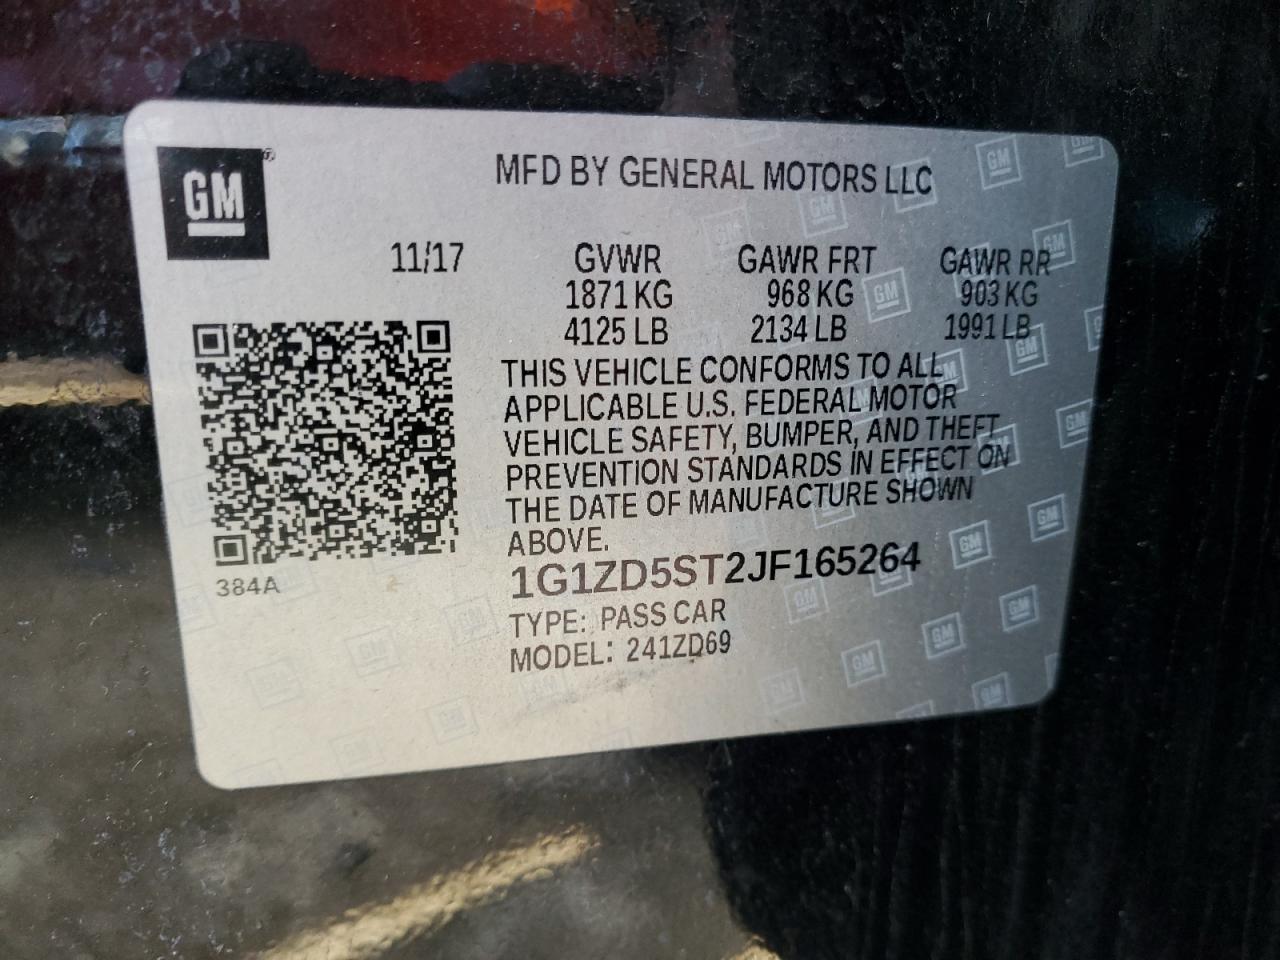 GM
MFD BY GENERAL MOTORS LLC
11/17 GVWR GAWR FRT GAWR RR
1871 KG 968 KG 903 KG
4125 LB 2134 LB 1991 LB
THIS VEHICLE CONFORMS TO ALL
APPLICABLE U.S. FEDERAL MOTOR
VEHICLE SAFETY, BUMPER, AND THEFT
PREVENTION STANDARDS IN EFFECT ON
THE DATE OF MANUFACTURE SHOWN
ABOVE.
384A
1G1ZD5ST2JF165264
TYPE: PASS CAR
MODEL: 241ZD69